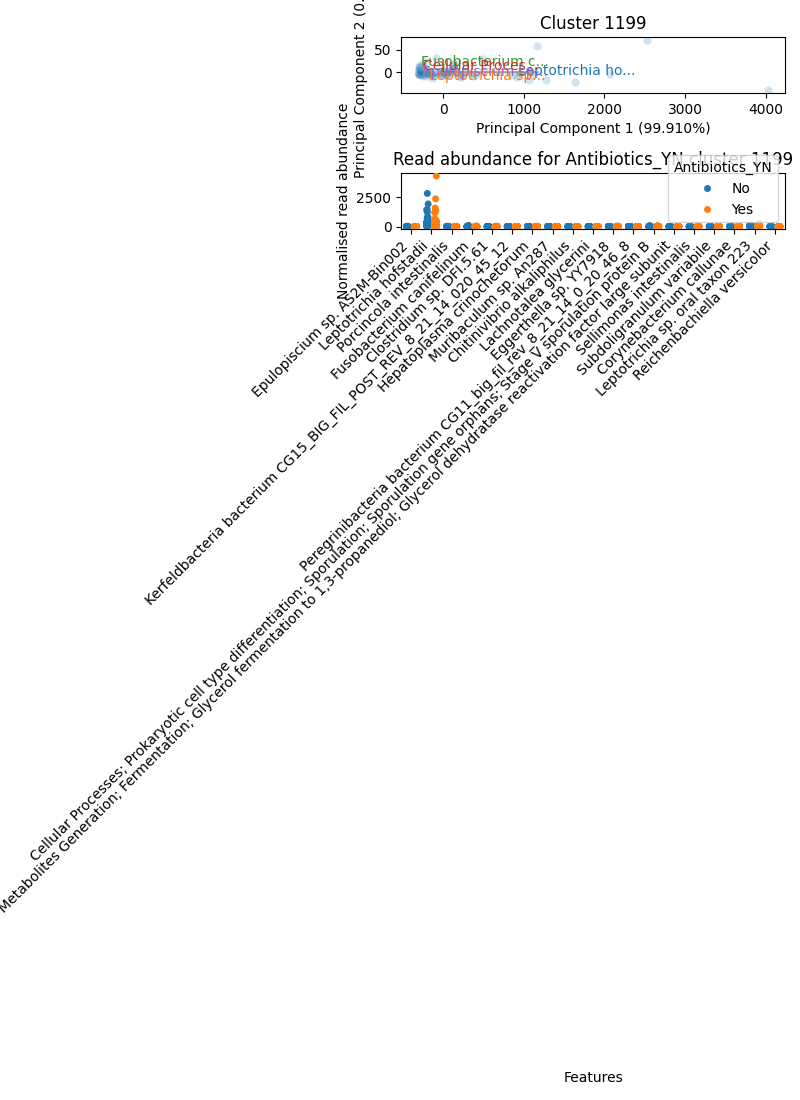 Cluster 1199
Principal Component 2 (0.
50
0
Fusobacterium c...
Cellular Proces...
Leptotrichia ho...
Leptotrichia sp...
0
1000
2000
3000
4000
Principal Component 1 (99.910%)
Read abundance for Antibiotics_YN cluster 1199
Normalised read abundance
2500
0
Antibiotics_YN
No
Yes
Epulopiscium sp. AS2M-Bin002
Leptotrichia hofstadii
Porcincola intestinalis
Fusobacterium canifelinum
Clostridium sp. DFI.5.61
Kerfeldbacteria bacterium CG15_BIG_FIL_POST_REV_8_21_14_020_45_12
Hepatoplasma crinochetorum
Muribaculum sp. An287
Chitinivibrio alkaliphilus
Lachnotalea glycerini
Eggerthella sp. YY7918
Peregrinibacteria bacterium CG11_big_fil_rev_8_21_14_0_20_46_8
Cellular Processes; Prokaryotic cell type differentiation; Sporulation; Sporulation gene orphans; Stage V sporulation protein B
Metabolites Generation; Fermentation; Glycerol fermentation to 1,3-propanediol; Glycerol dehydratase reactivation factor large subunit
Sellimonas intestinalis
Subdoligranulum variabile
Corynebacterium callunae
Leptotrichia sp. oral taxon 223
Reichenbachiella versicolor
Features